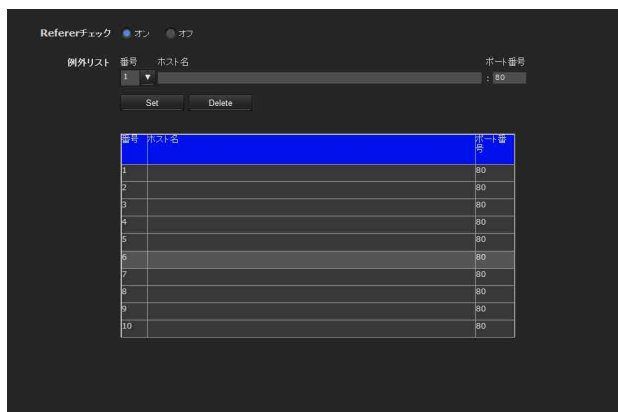 Refererチェック オン オフ
例外リスト 番号 ホスト名 ポート番号
1 ▼ : 80
Set Delete
番号 ホスト名 ポート番号
1 80
2 80
3 80
4 80
5 80
6 80
7 80
8 80
9 80
10 80